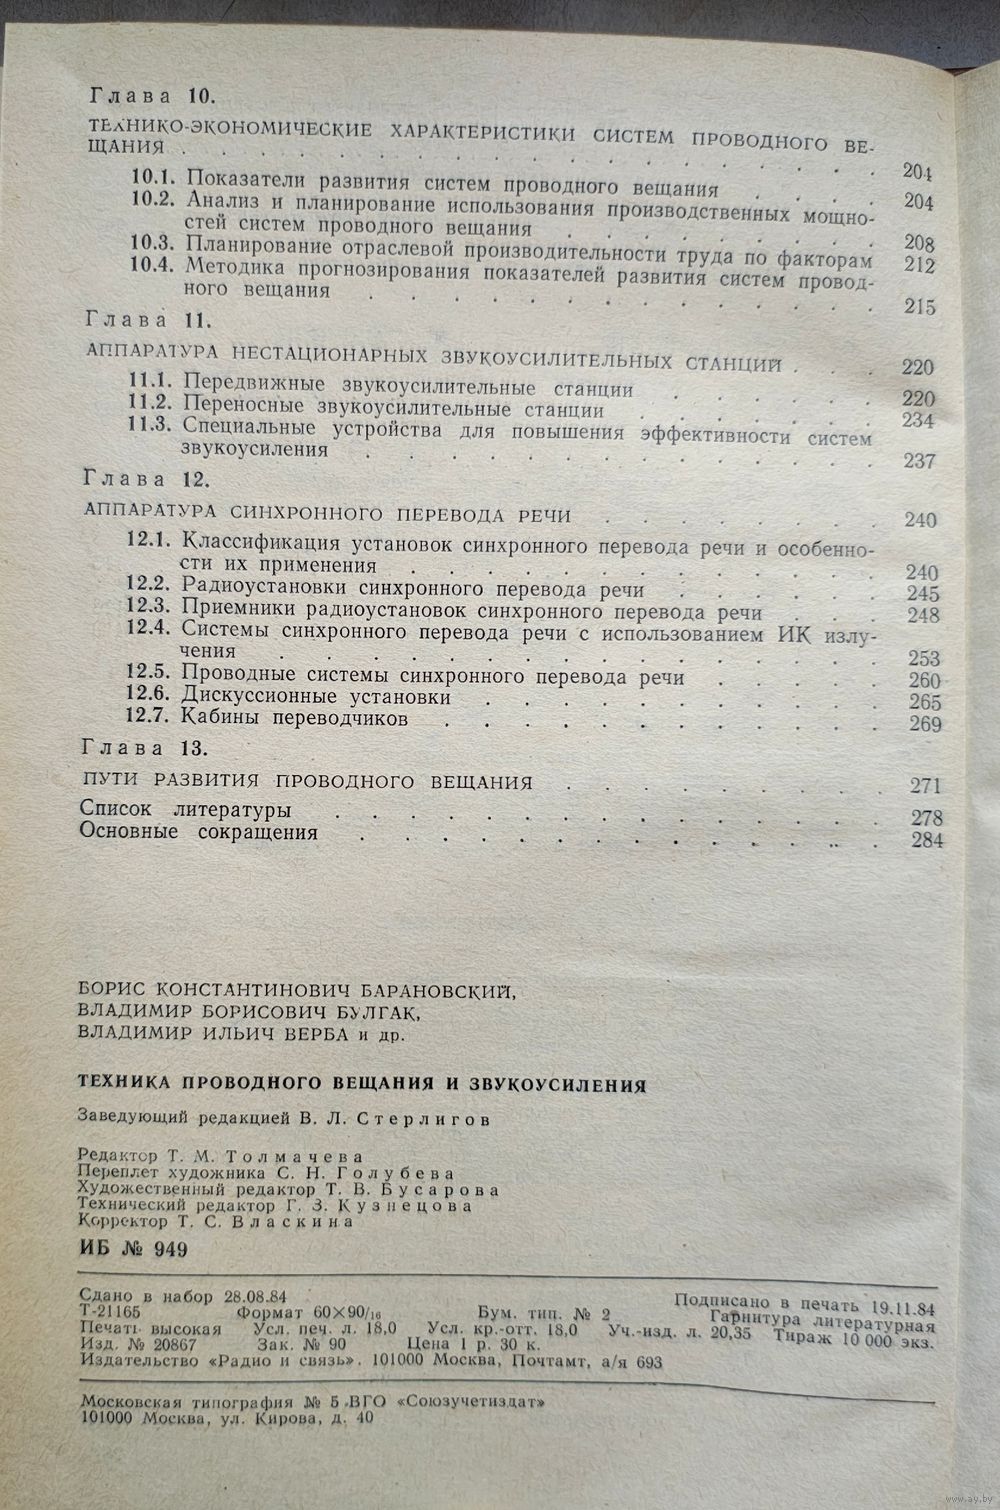 Глава 10.
ТЕХНИКО-ЭКОНОМИЧЕСКИЕ ХАРАКТЕРИСТИКИ СИСТЕМ ПРОВОДНОГО ВЕ-
ЩАНИЯ . . . . . . . . . . . . . . . . 204
10.1. Показатели развития систем проводного вещания . . . . 204
10.2. Анализ и планирование использования производственных мощно-
стей систем проводного вещания . . . . . . . . 208
10.3. Планирование отраслевой производительности труда по факторам 212
10.4. Методика прогнозирования показателей развития систем провод-
ного вещания . . . . . . . . . . . . . 215
Глава 11.
АППАРАТУРА НЕСТАЦИОНАРНЫХ ЗВУКОУСИЛИТЕЛЬНЫХ СТАНЦИЙ . . . 220
11.1. Передвижные звукоусилительные станции . . . . . . 220
11.2. Переносные звукоусилительные станции . . . . . . 234
11.3. Специальные устройства для повышения эффективности систем
звукоусиления . . . . . . . . . . . . . 237
Глава 12.
АППАРАТУРА СИНХРОННОГО ПЕРЕВОДА РЕЧИ . . . . . . . . 240
12.1. Классификация установок синхронного перевода речи и особенно-
сти их применения . . . . . . . . . . . . 240
12.2. Радиоустановки синхронного перевода речи . . . . . . 245
12.3. Приемники радиоустановок синхронного перевода речи . . . 248
12.4. Системы синхронного перевода речи с использованием ИК излу-
чения . . . . . . . . . . . . . . . . 253
12.5. Проводные системы синхронного перевода речи . . . . . 260
12.6. Дискуссионные установки . . . . . . . . . . 265
12.7. Кабины переводчиков . . . . . . . . . . . 269
Глава 13.
ПУТИ РАЗВИТИЯ ПРОВОДНОГО ВЕЩАНИЯ . . . . . . . . 271
Список литературы . . . . . . . . . . . . . . . 278
Основные сокращения . . . . . . . . . . . . . . 284
БОРИС КОНСТАНТИНОВИЧ БАРАНОВСКИЙ,
ВЛАДИМИР БОРИСОВИЧ БУЛГАК,
ВЛАДИМИР ИЛЬИЧ ВЕРБА и др.
ТЕХНИКА ПРОВОДНОГО ВЕЩАНИЯ И ЗВУКОУСИЛЕНИЯ
Заведующий редакцией В. Л. Стерлигов
Редактор Т. М. Толмачева
Переплет художника С. Н. Голубева
Художественный редактор Т. В. Бусарова
Технический редактор Г. З. Кузнецова
Корректор Т. С. Власкина
ИБ № 949
Сдано в набор 28.08.84 Подписано в печать 19.11.84
Т-21165 Формат 60×90/16 Бум. тип. № 2 Гарнитура литературная
Печать высокая Усл. печ. л. 18,0 Усл. кр.-отт. 18,0 Уч.-изд. л. 20,35 Тираж 10 000 экз.
Изд. № 20867 Зак. № 90 Цена 1 р. 30 к.
Издательство «Радио и связь». 101000 Москва, Почтамт, а/я 693
Московская типография № 5 ВГО «Союзучетиздат»
101000 Москва, ул. Кирова, д. 40
www.ay.by